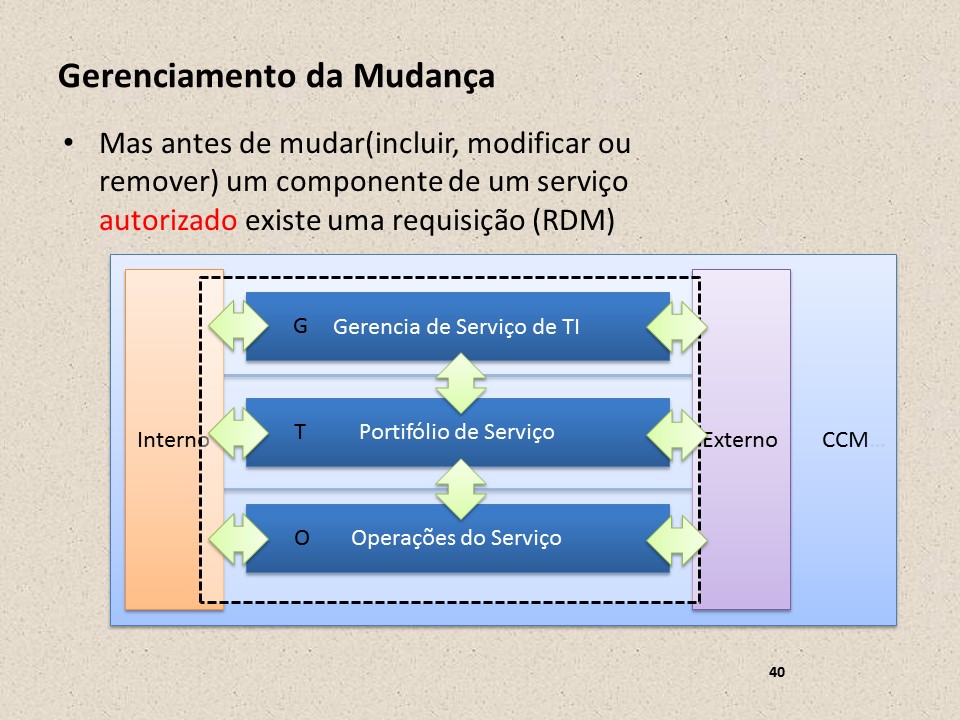 Gerenciamento da Mudança
• Mas antes de mudar(incluir, modificar ou
remover) um componente de um serviço
autorizado existe uma requisição (RDM)
G Gerencia de Serviço de TI
Interno
T Portifólio de Serviço
Externo
CCM...
O Operações do Serviço
40